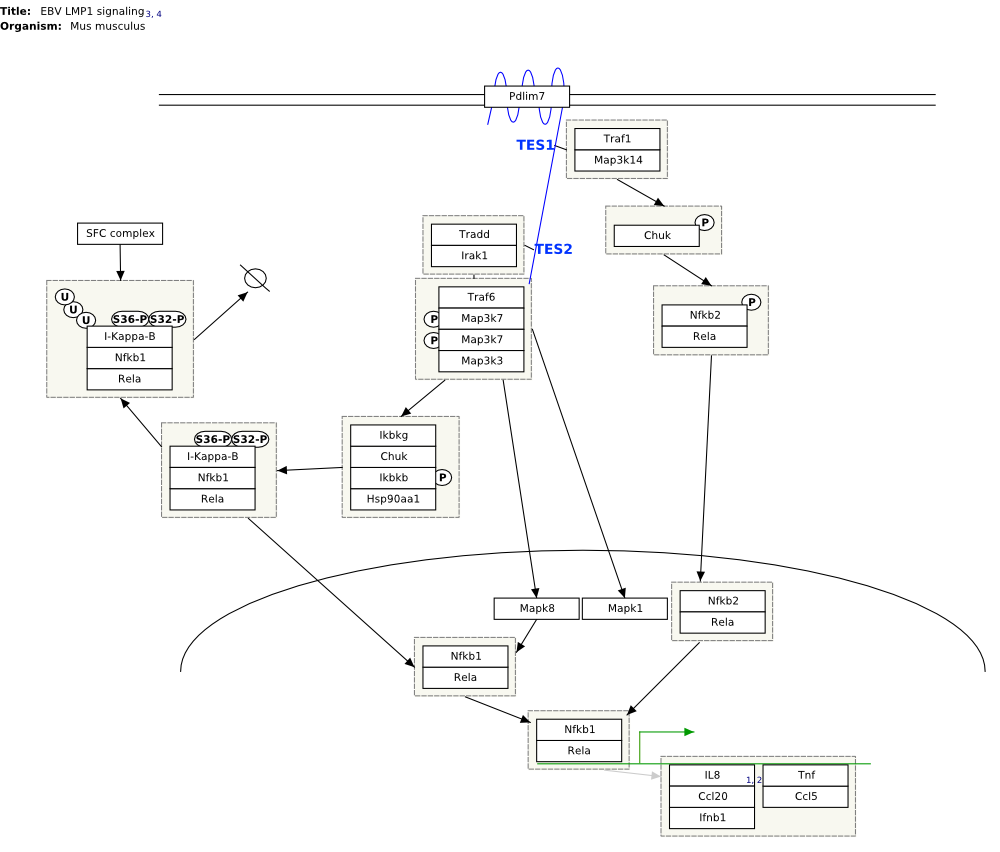 Title: EBV LMP1 signaling 3, 4
Organism: Mus musculus
Pdlim7
TES1
Traf1
Map3k14
P
Chuk
SFC complex
Tradd
Irak1
TES2
U
U
U
S36-P S32-P
I-Kappa-B
Nfkb1
Rela
Traf6
P Map3k7
P Map3k7
Map3k3
P
Nfkb2
Rela
S36-P S32-P
I-Kappa-B
Nfkb1
Rela
Ikbkg
Chuk
Ikbkb P
Hsp90aa1
Mapk8
Mapk1
Nfkb2
Rela
Nfkb1
Rela
Nfkb1
Rela
IL8 1, 2 Tnf
Ccl20 Ccl5
Ifnb1